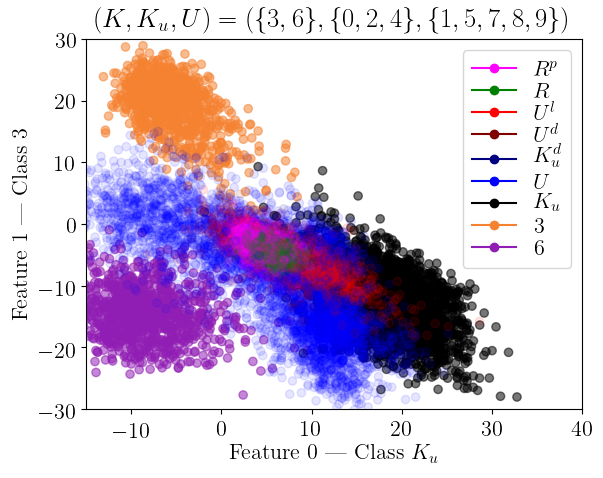 (K, K_u, U) = ({3, 6}, {0, 2, 4}, {1, 5, 7, 8, 9})
30
20
10
0
−10
−20
−30
Feature 1 — Class 3
R^p
R
U^l
U^d
K_u^d
U
K_u
3
6
−10
0
10
20
30
40
Feature 0 — Class K_u